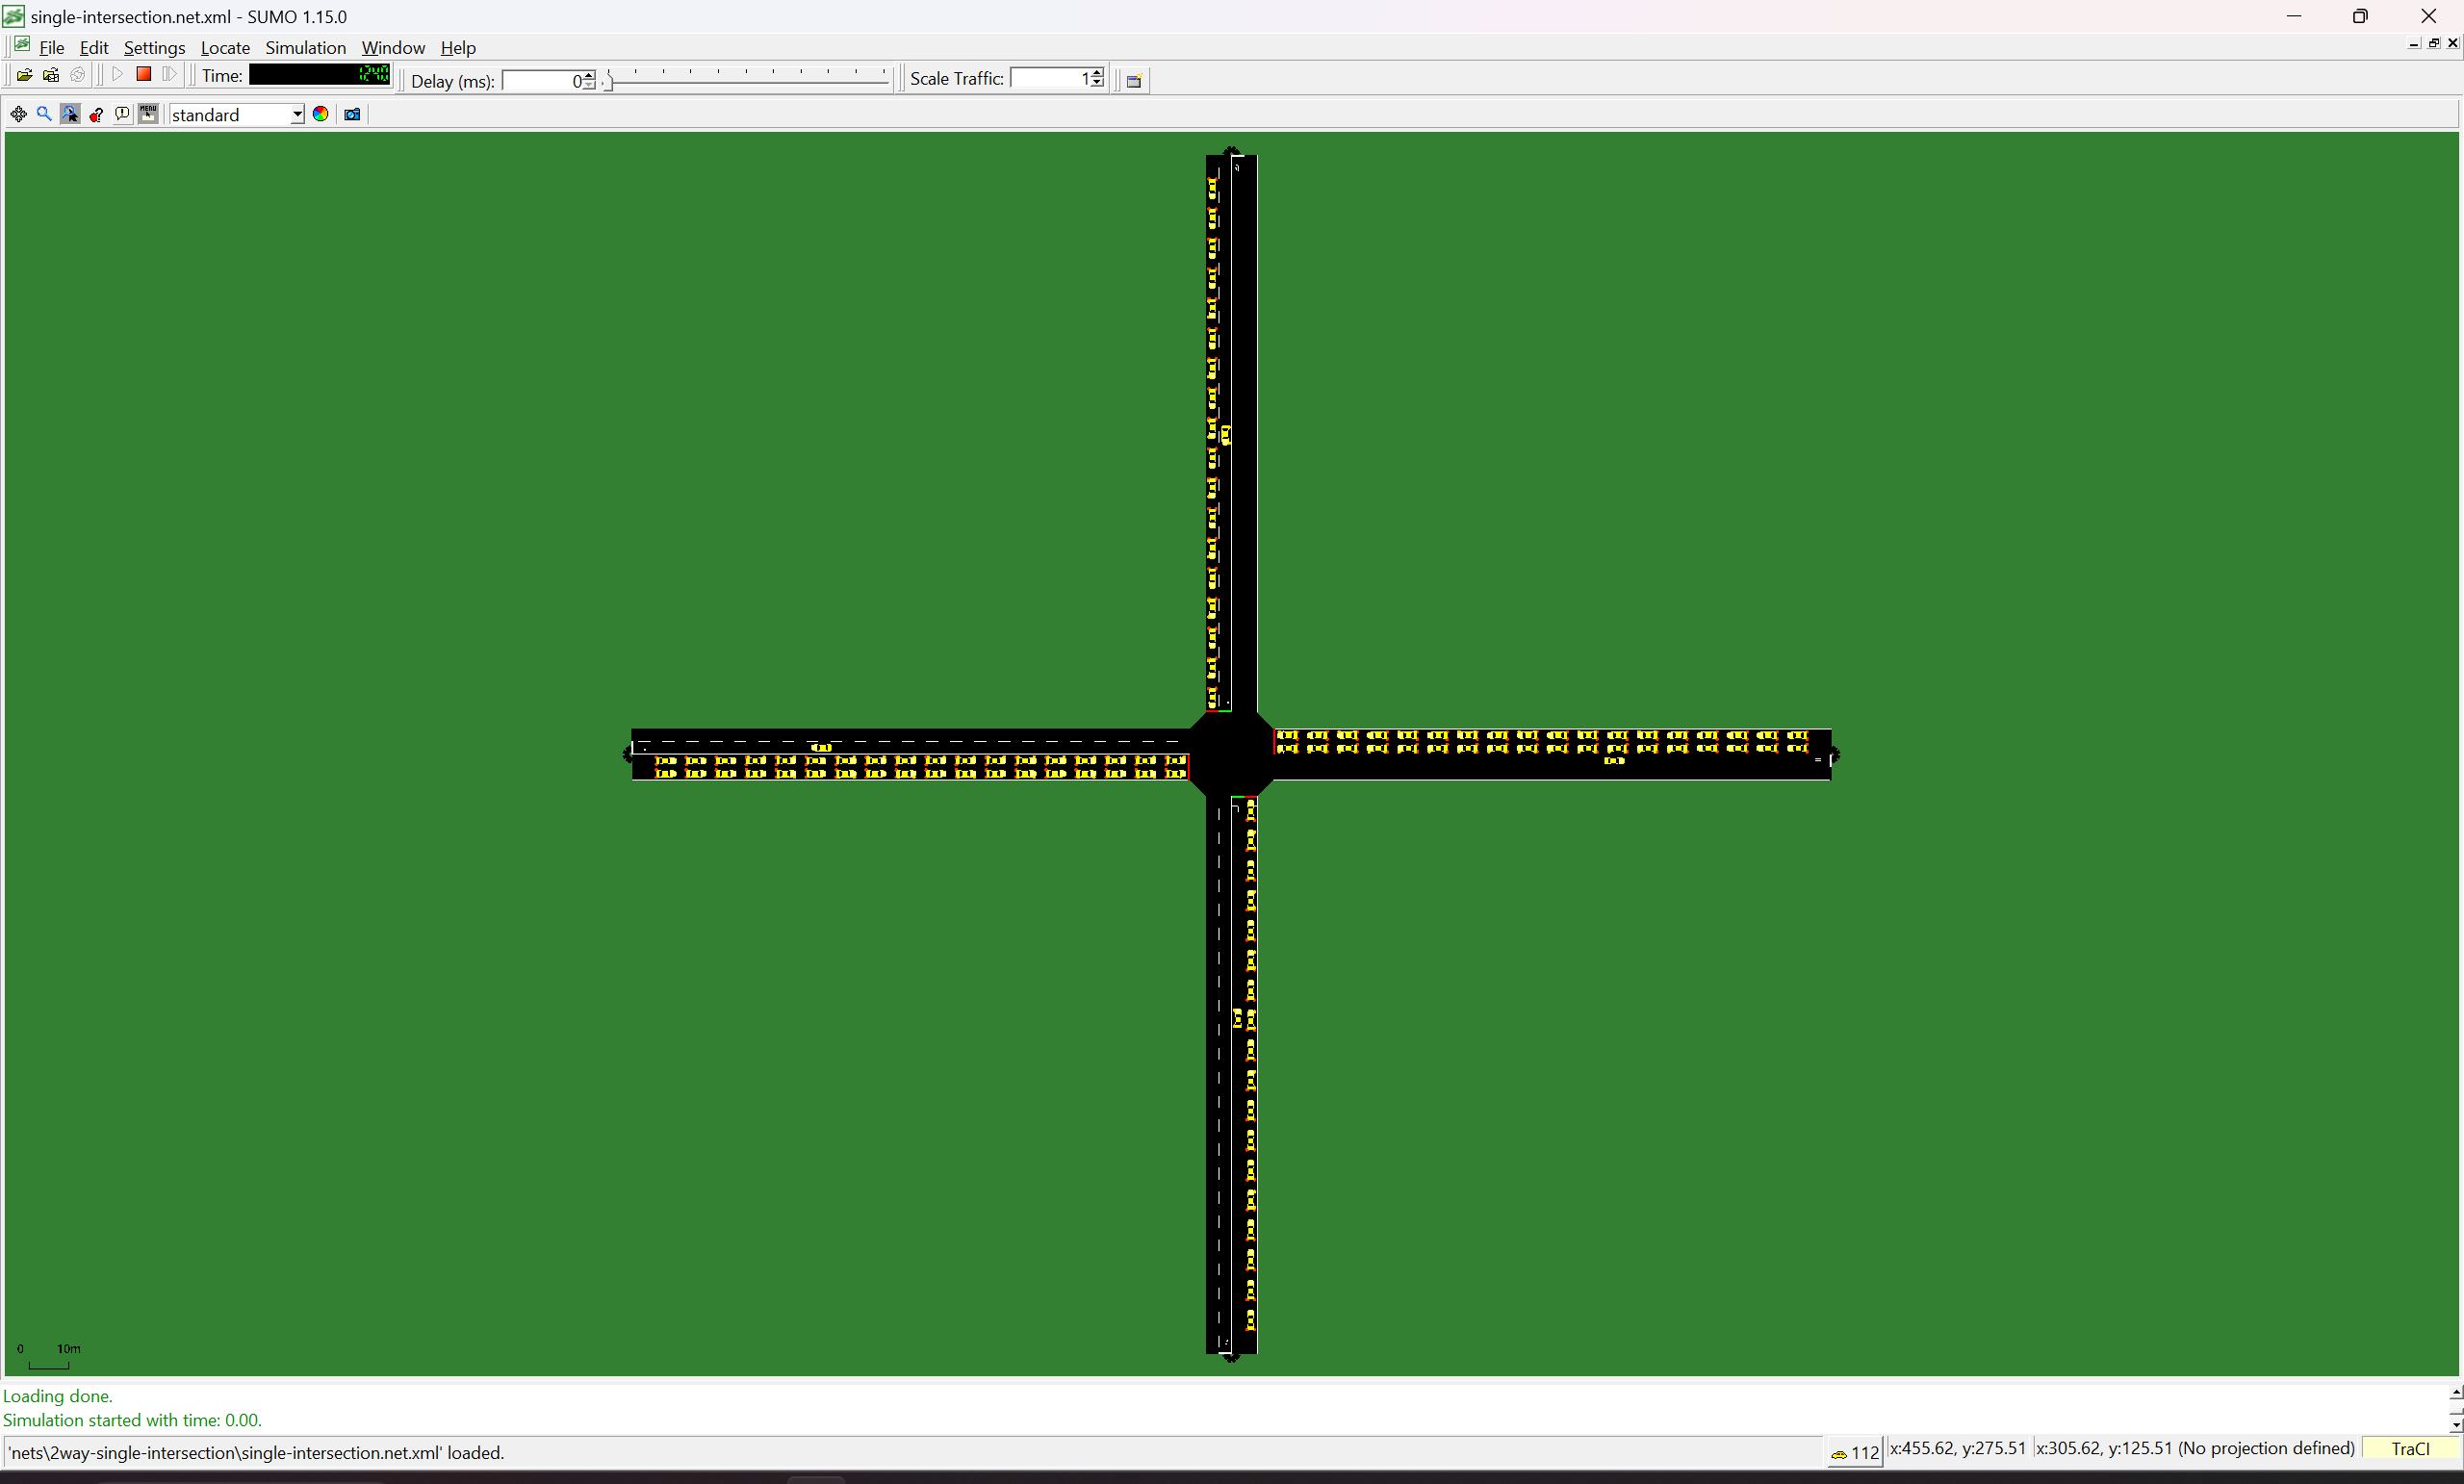 single-intersection.net.xml - SUMO 1.15.0
File Edit Settings Locate Simulation Window Help
Time: 1240 Delay (ms): 0 Scale Traffic: 1
MENU standard
0 10m
Loading done.
Simulation started with time: 0.00.
'nets\2way-single-intersection\single-intersection.net.xml' loaded.
112 x:455.62, y:275.51 x:305.62, y:125.51 (No projection defined) TraCI